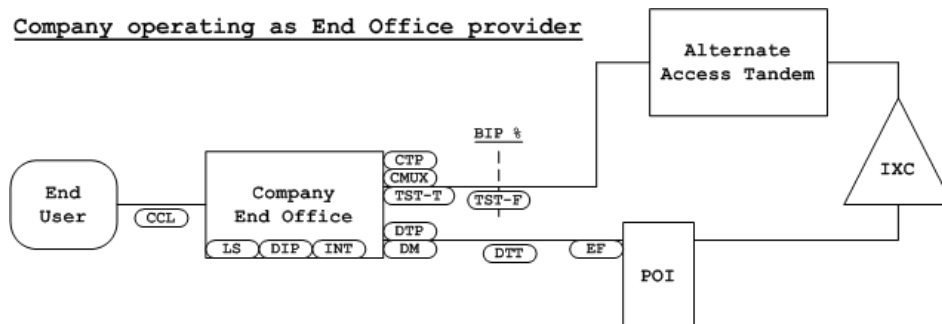 Company operating as End Office provider
Alternate
Access Tandem
BIP %
CTP
CMUX
TST-T
TST-F
IXC
End
User
CCL
Company
End Office
LS
DIP
INT
DTP
DM
DTT
EF
POI